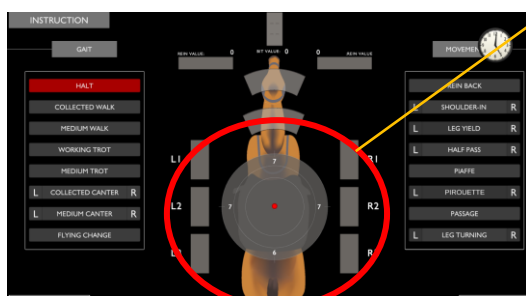 INSTRUCTION
GAIT
HALT
COLLECTED WALK
MEDIUM WALK
WORKING TROT
MEDIUM TROT
L COLLECTED CANTER R
L MEDIUM CANTER R
FLYING CHANGE
REIN VALUE 0 BIT VALUE: 0 0 REIN VALUE
7
L1 R1
L2 7 7 R2
6
MOVEMENT
REIN BACK
L SHOULDER-IN R
L LEG YIELD R
L HALF PASS R
PIAFFE
L PIROUETTE R
PASSAGE
L LEG TURNING R